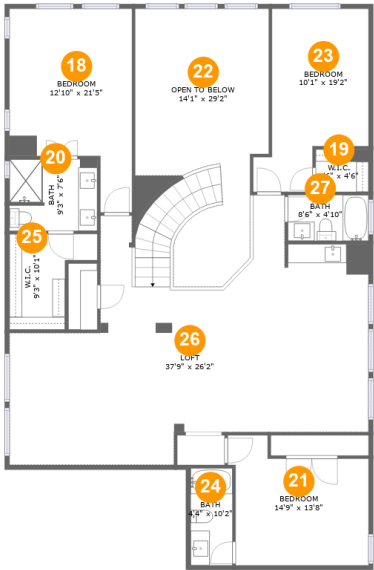 18
BEDROOM
12'10" x 21'5"
22
OPEN TO BELOW
14'1" x 29'2"
23
BEDROOM
10'1" x 19'2"
19
W.I.C.
x 4'6"
20
BATH
9'3" x 7'6"
27
BATH
8'6" x 4'10"
25
W.I.C.
9'3" x 10'1"
26
LOFT
37'9" x 26'2"
24
BATH
4'4" x 10'2"
21
BEDROOM
14'9" x 13'8"